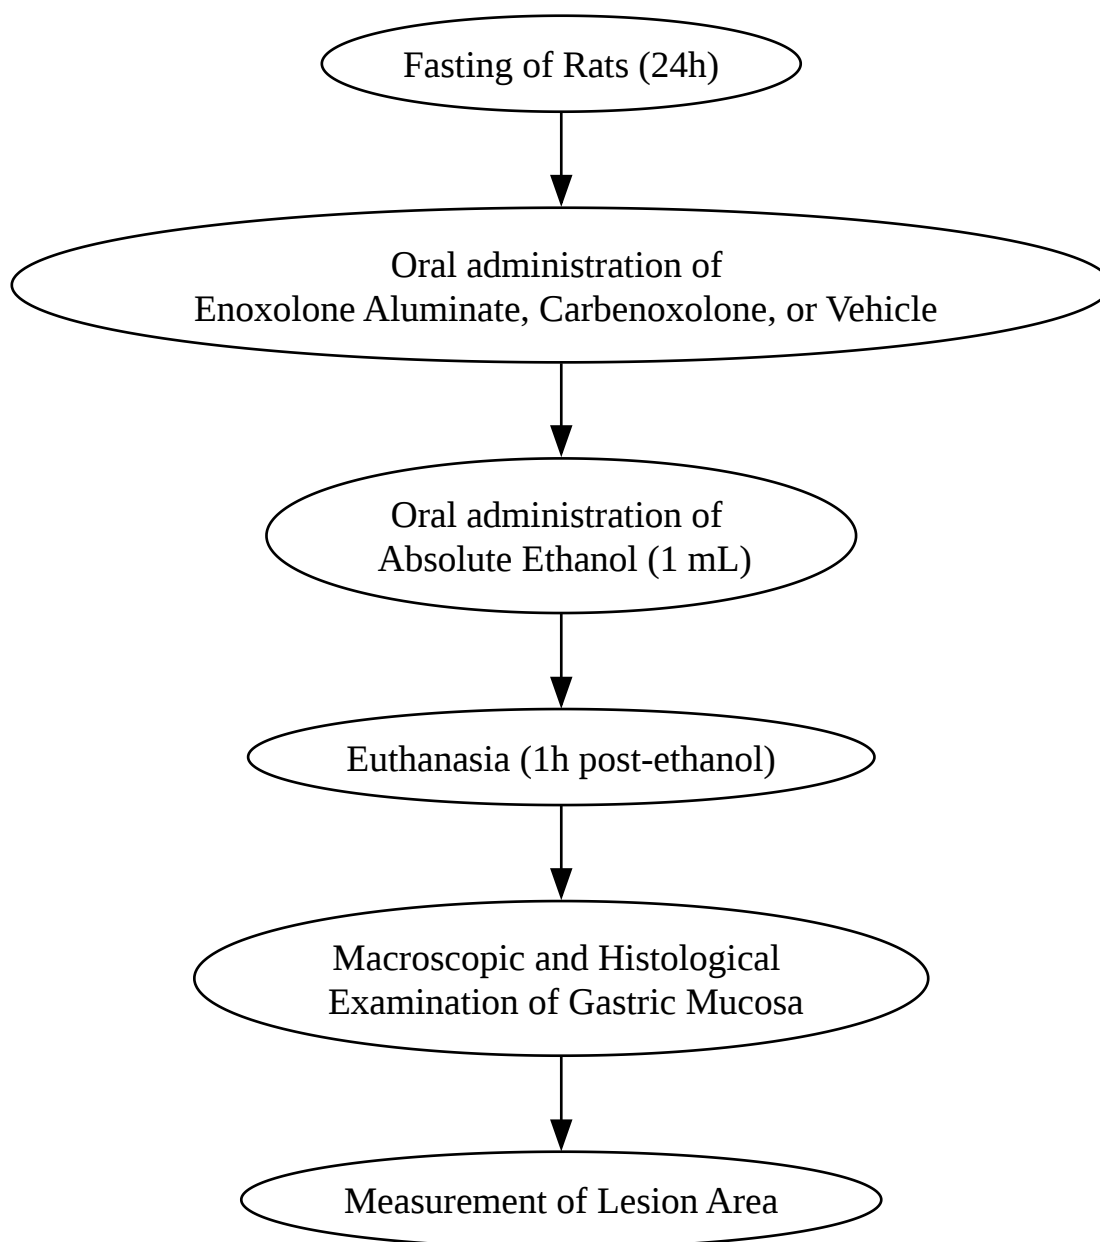 Fasting of Rats (24h)
Oral administration of
Enoxolone Aluminate, Carbenoxolone, or Vehicle
Oral administration of
Absolute Ethanol (1 mL)
Euthanasia (1h post-ethanol)
Macroscopic and Histological
Examination of Gastric Mucosa
Measurement of Lesion Area